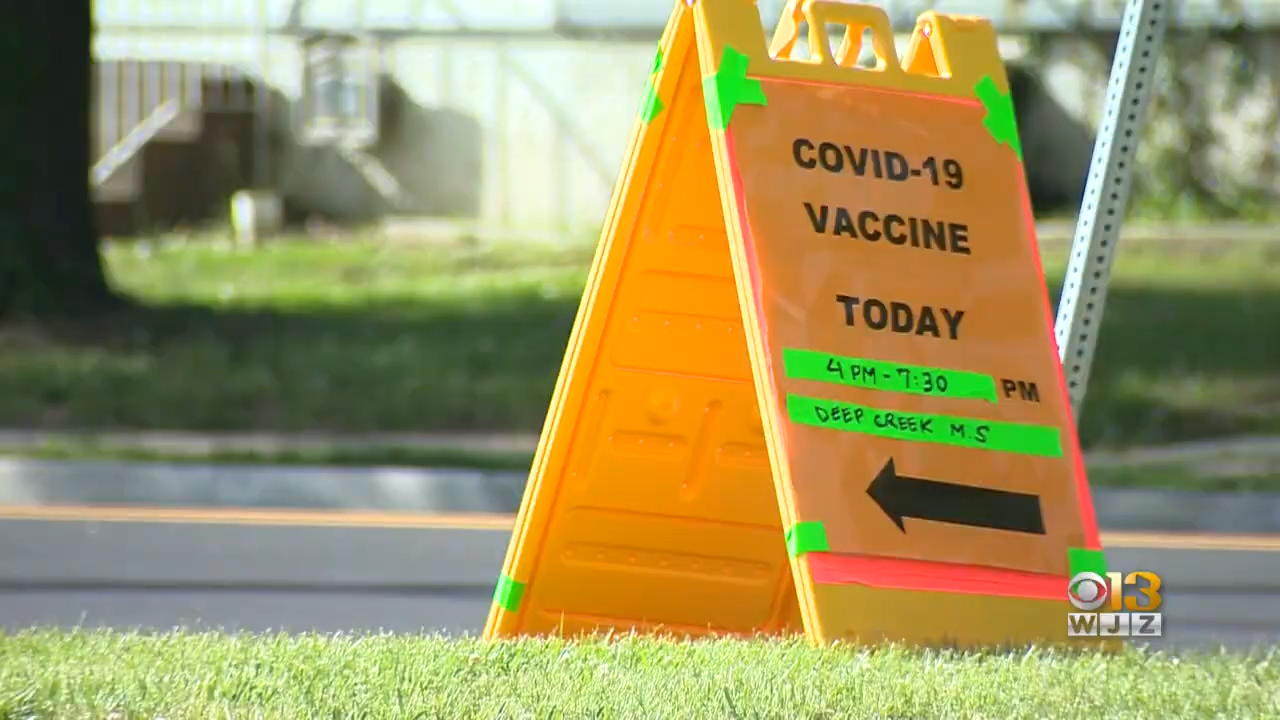 COVID-19
VACCINE
TODAY
4 PM - 7:30 PM
DEEP CREEK M.S
13
WJZ